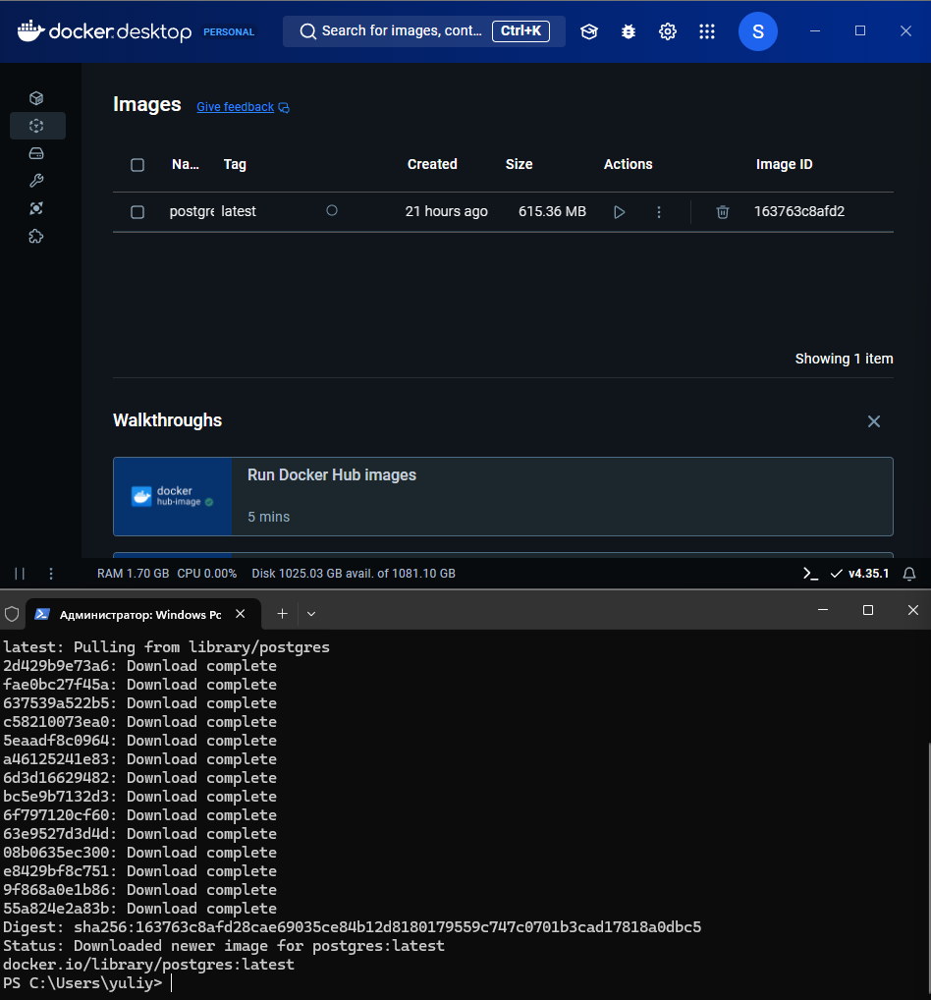 docker.desktop PERSONAL Search for images, cont... Ctrl+K S
Images Give feedback
Na... Tag Created Size Actions Image ID
postgre latest 21 hours ago 615.36 MB 163763c8afd2
Showing 1 item
Walkthroughs
Run Docker Hub images
docker
hub-image
5 mins
RAM 1.70 GB CPU 0.00% Disk 1025.03 GB avail. of 1081.10 GB v4.35.1
Администратор: Windows Pc
latest: Pulling from library/postgres
2d429b9e73a6: Download complete
fae0bc27f45a: Download complete
637539a522b5: Download complete
c58210073ea0: Download complete
5eaadf8c0964: Download complete
a46125241e83: Download complete
6d3d16629482: Download complete
bc5e9b7132d3: Download complete
6f797120cf60: Download complete
63e9527d3d4d: Download complete
08b0635ec300: Download complete
e8429bf8c751: Download complete
9f868a0e1b86: Download complete
55a824e2a83b: Download complete
Digest: sha256:163763c8afd28cae69035ce84b12d8180179559c747c0701b3cad17818a0dbc5
Status: Downloaded newer image for postgres:latest
docker.io/library/postgres:latest
PS C:\Users\yuliy>